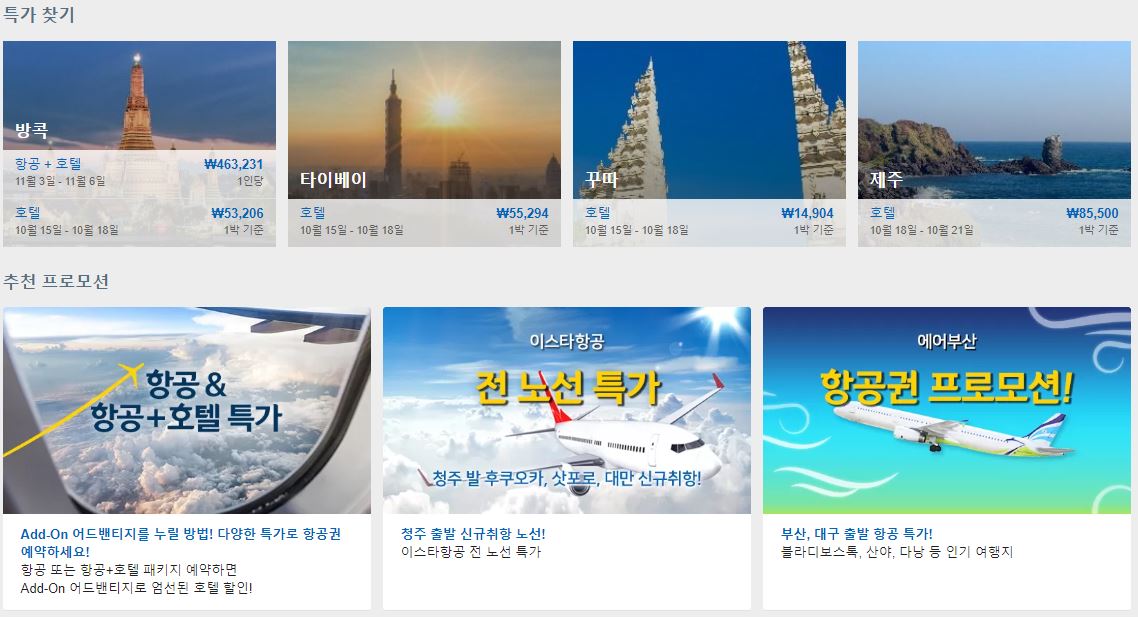 특가 찾기
방콕
항공 + 호텔 ₩463,231
11월 3일 - 11월 6일 1인당
호텔 ₩53,206
10월 15일 - 10월 18일 1박 기준
타이베이
호텔 ₩55,294
10월 15일 - 10월 18일 1박 기준
꾸따
호텔 ₩14,904
10월 15일 - 10월 18일 1박 기준
제주
호텔 ₩85,500
10월 18일 - 10월 21일 1박 기준
추천 프로모션
항공 &
항공+호텔 특가
Add-On 어드밴티지를 누릴 방법! 다양한 특가로 항공권
예약하세요!
항공 또는 항공+호텔 패키지 예약하면
Add-On 어드밴티지로 엄선된 호텔 할인!
이스타항공
전 노선 특가
청주 발 후쿠오카, 삿포로, 대만 신규취항!
청주 출발 신규취항 노선!
이스타항공 전 노선 특가
에어부산
항공권 프로모션!
부산, 대구 출발 항공 특가!
블라디보스톡, 산야, 다낭 등 인기 여행지